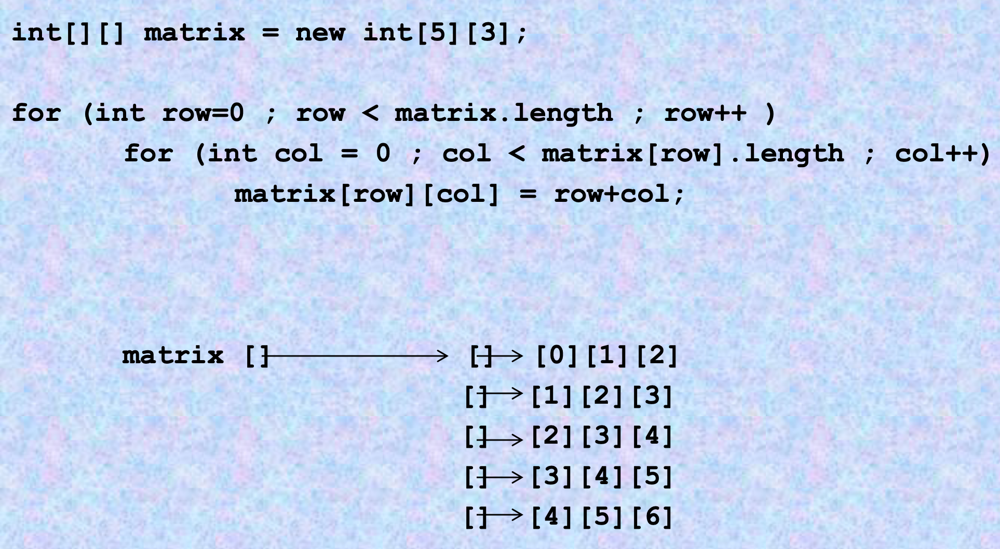 int[][] matrix = new int[5][3];
for (int row=0 ; row < matrix.length ; row++ )
for (int col = 0 ; col < matrix[row].length ; col++)
matrix[row][col] = row+col;
matrix [] [] [0][1][2]
[] [1][2][3]
[] [2][3][4]
[] [3][4][5]
[] [4][5][6]